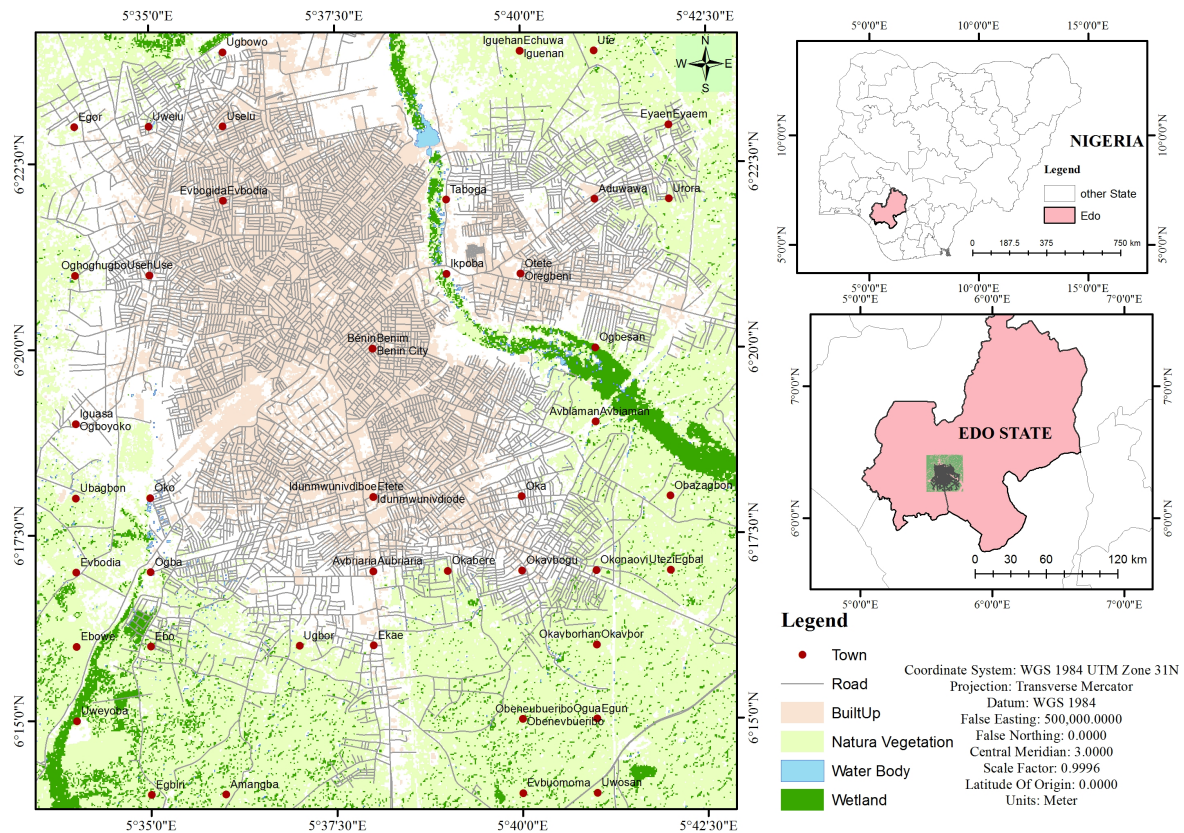 5°35'0"E 5°37'30"E 5°40'0"E 5°42'30"E
N
W E
S
Ugbowo
IguehanEchuwa
Iguenan
Ute
Egor
Uwelu
Uselu
EyaenEyaem
6°22'30"N
6°22'30"N
EvbogidaEvbodia
Taboga
Aduwawa
Urora
OghoghugboUsehUse
Ikpoba
Otete
Oregbeni
6°20'0"N
6°20'0"N
BéninBenim
Benin City
Ogbesan
Iguasa
Ogboyoko
AvbiamanAvbiaman
Ubagbon
Oko
IdunmwunivdiboeEtete
Idunmwunivdiode
Oka
Obazagbon
6°17'30"N
6°17'30"N
Evbodia
Ogba
AvbriariaAubriaria
Okabere
Okavbogu
OkonaoviUteziEgbal
Ebowe
Ebo
Ugbor
Ekae
OkavborhanOkavbor
6°15'0"N
6°15'0"N
Uweyoba
ObeneubueriboOguaEgun
Obenevbueribo
Egbiri
Amangba
Evbuomoma
Uwosan
5°35'0"E 5°37'30"E 5°40'0"E 5°42'30"E
5°0'0"E 10°0'0"E 15°0'0"E
10°0'0"N
10°0'0"N
NIGERIA
Legend
other State
Edo
5°0'0"N
5°0'0"N
0 187.5 375 750 km
5°0'0"E 10°0'0"E 15°0'0"E
5°0'0"E 6°0'0"E 7°0'0"E
7°0'0"N
7°0'0"N
EDO STATE
6°0'0"N
6°0'0"N
0 30 60 120 km
5°0'0"E 6°0'0"E 7°0'0"E
Legend
Town
Road
BuiltUp
Natura Vegetation
Water Body
Wetland
Coordinate System: WGS 1984 UTM Zone 31N
Projection: Transverse Mercator
Datum: WGS 1984
False Easting: 500,000.0000
False Northing: 0.0000
Central Meridian: 3.0000
Scale Factor: 0.9996
Latitude Of Origin: 0.0000
Units: Meter